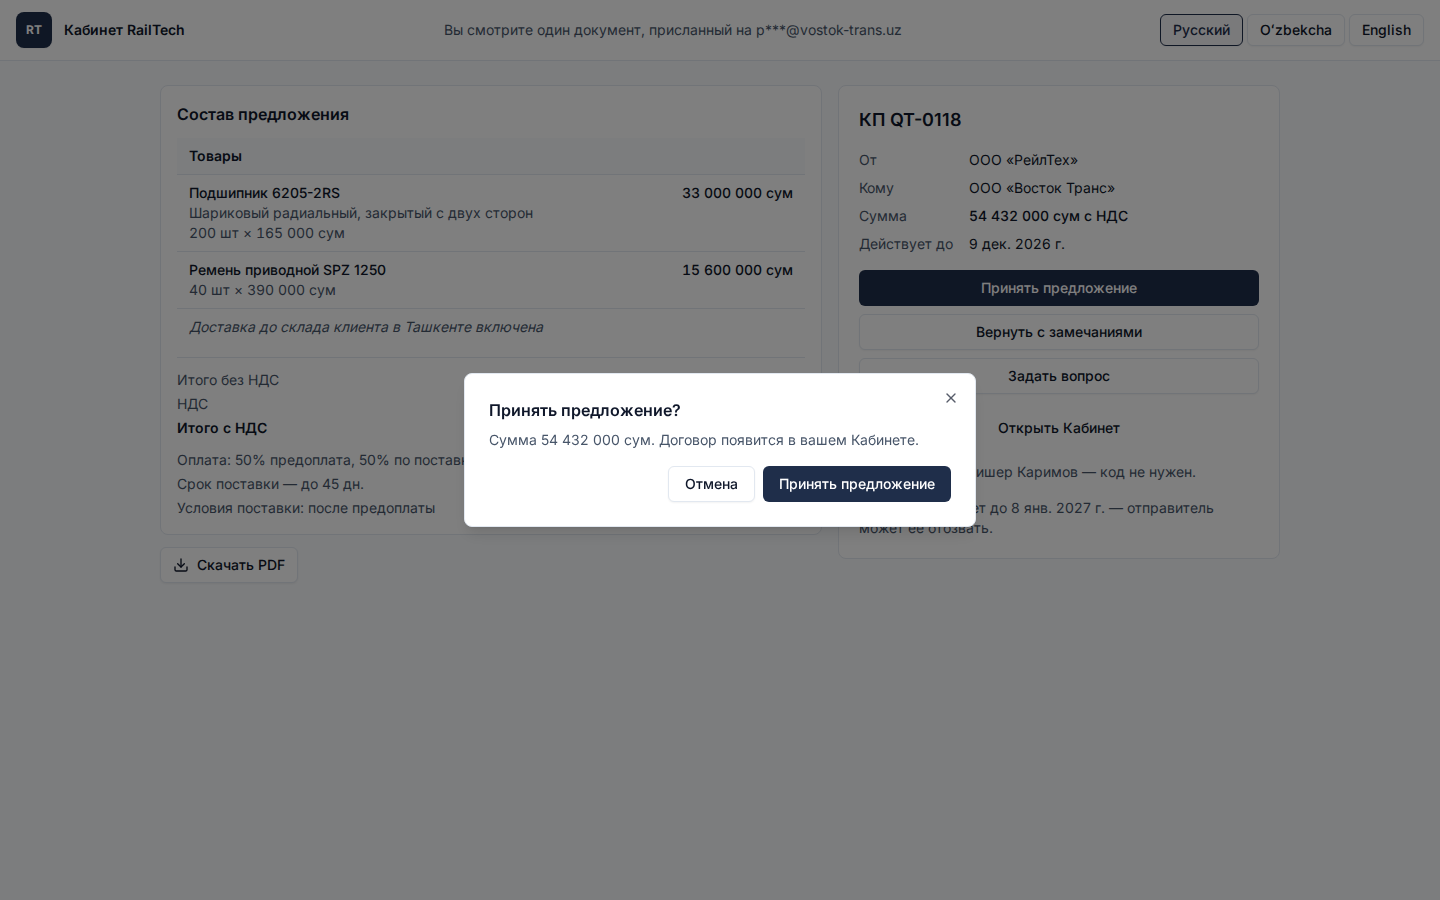 RT
Кабинет RailTech
Вы смотрите один документ, присланный на p***@vostok-trans.uz
Русский
Oʻzbekcha
English
Состав предложения
Товары
Подшипник 6205-2RS
33 000 000 сум
Шариковый радиальный, закрытый с двух сторон
200 шт × 165 000 сум
Ремень приводной SPZ 1250
15 600 000 сум
40 шт × 390 000 сум
Доставка до склада клиента в Ташкенте включена
Итого без НДС
НДС
Итого с НДС
Оплата: 50% предоплата, 50% по
Срок поставки — до 45 дн.
Условия поставки: после предоплаты
Скачать PDF
КП QT-0118
От ООО «РейлТех»
Кому ООО «Восток Транс»
Сумма 54 432 000 сум с НДС
Действует до 9 дек. 2026 г.
Принять предложение
Вернуть с замечаниями
Задать вопрос
Открыть Кабинет
Каримов — код не нужен.
до 8 янв. 2027 г. — отправитель
может её отозвать.
Принять предложение?
Сумма 54 432 000 сум. Договор появится в вашем Кабинете.
Отмена
Принять предложение